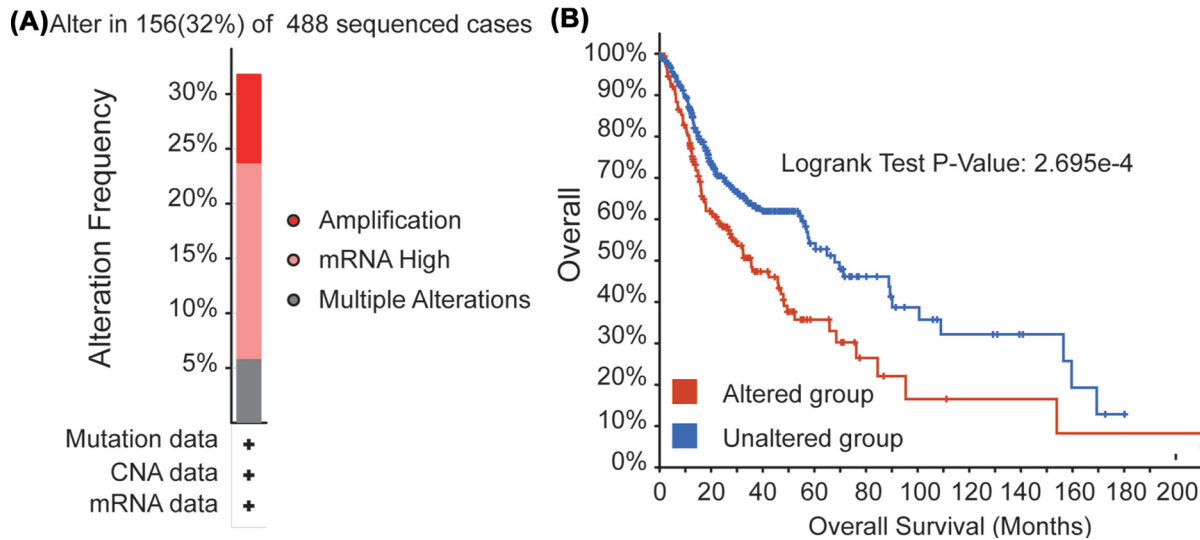 (A) Alter in 156(32%) of 488 sequenced cases
Alteration Frequency
30%
25%
20%
15%
10%
5%
Amplification
mRNA High
Multiple Alterations
Mutation data +
CNA data +
mRNA data +
(B)
Overall
100%
90%
80%
70%
60%
50%
40%
30%
20%
10%
0%
Logrank Test P-Value: 2.695e-4
Altered group
Unaltered group
0 20 40 60 80 100 120 140 160 180 200
Overall Survival (Months)